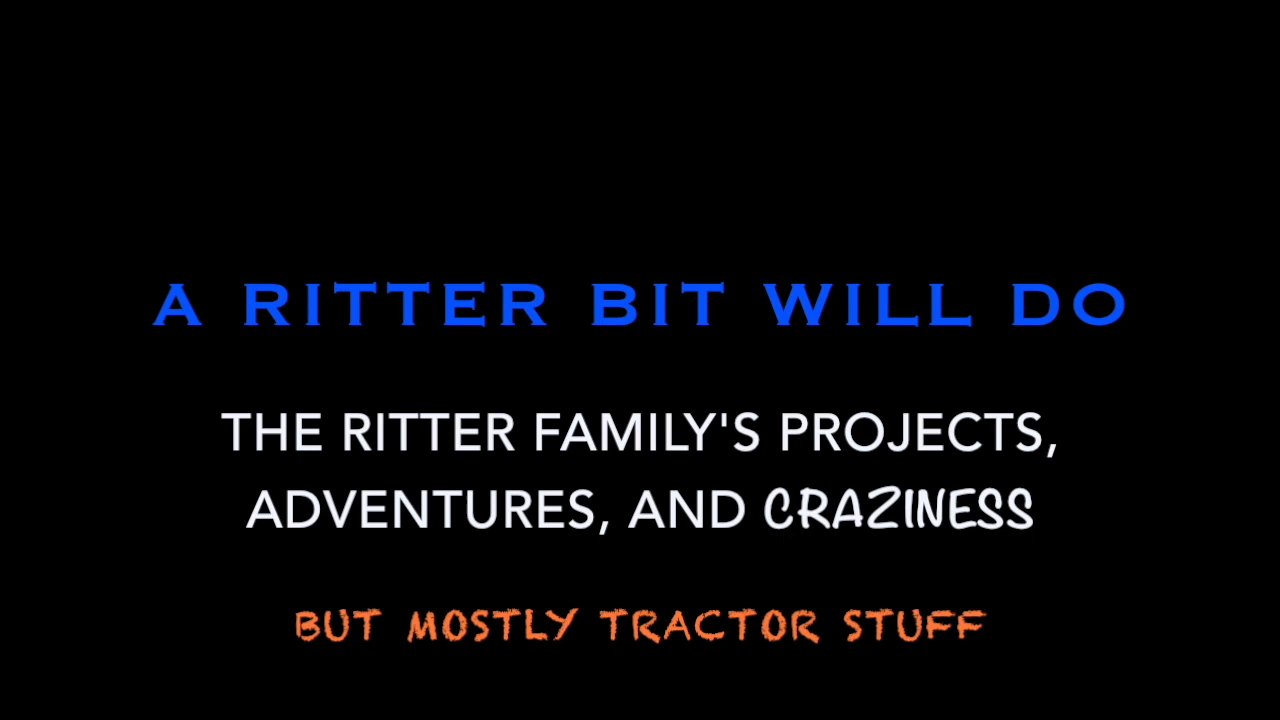 A RITTER BIT WILL DO
THE RITTER FAMILY'S PROJECTS,
ADVENTURES, AND CRAZINESS
BUT MOSTLY TRACTOR STUFF